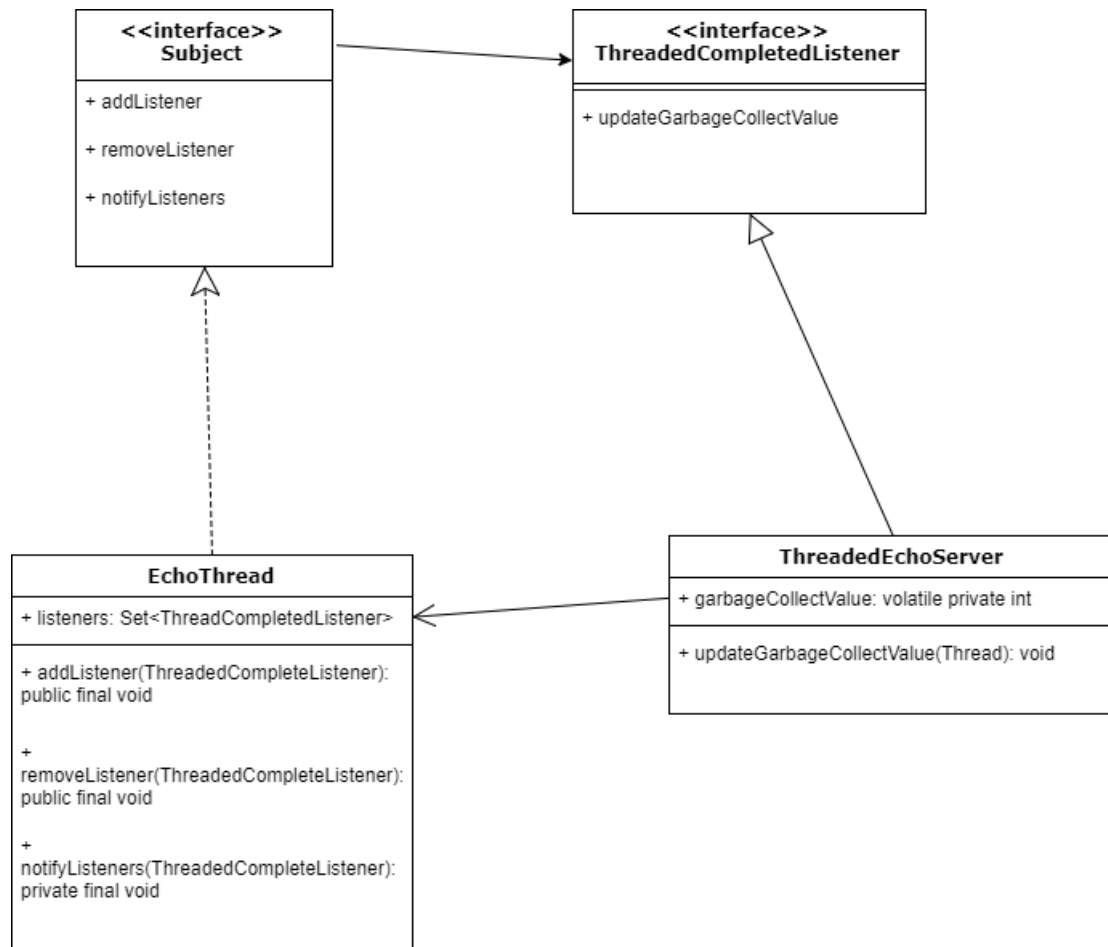 <<interface>>
Subject
+ addListener
+ removeListener
+ notifyListeners
<<interface>>
ThreadedCompletedListener
+ updateGarbageCollectValue
EchoThread
+ listeners: Set<ThreadCompletedListener>
+ addListener(ThreadedCompleteListener):
public final void
+
removeListener(ThreadedCompleteListener):
public final void
+
notifyListeners(ThreadedCompleteListener):
private final void
ThreadedEchoServer
+ garbageCollectValue: volatile private int
+ updateGarbageCollectValue(Thread): void